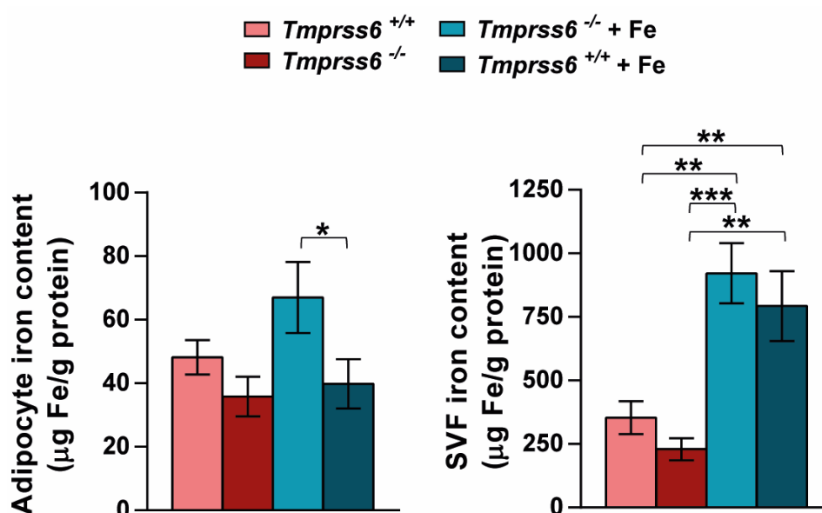 Tmprss6 +/+
Tmprss6 -/- + Fe
Tmprss6 -/-
Tmprss6 +/+ + Fe
Adipocyte iron content
(µg Fe/g protein)
100
80
60
40
20
0
*
SVF iron content
(µg Fe/g protein)
1250
1000
750
500
250
0
**
**
***
**